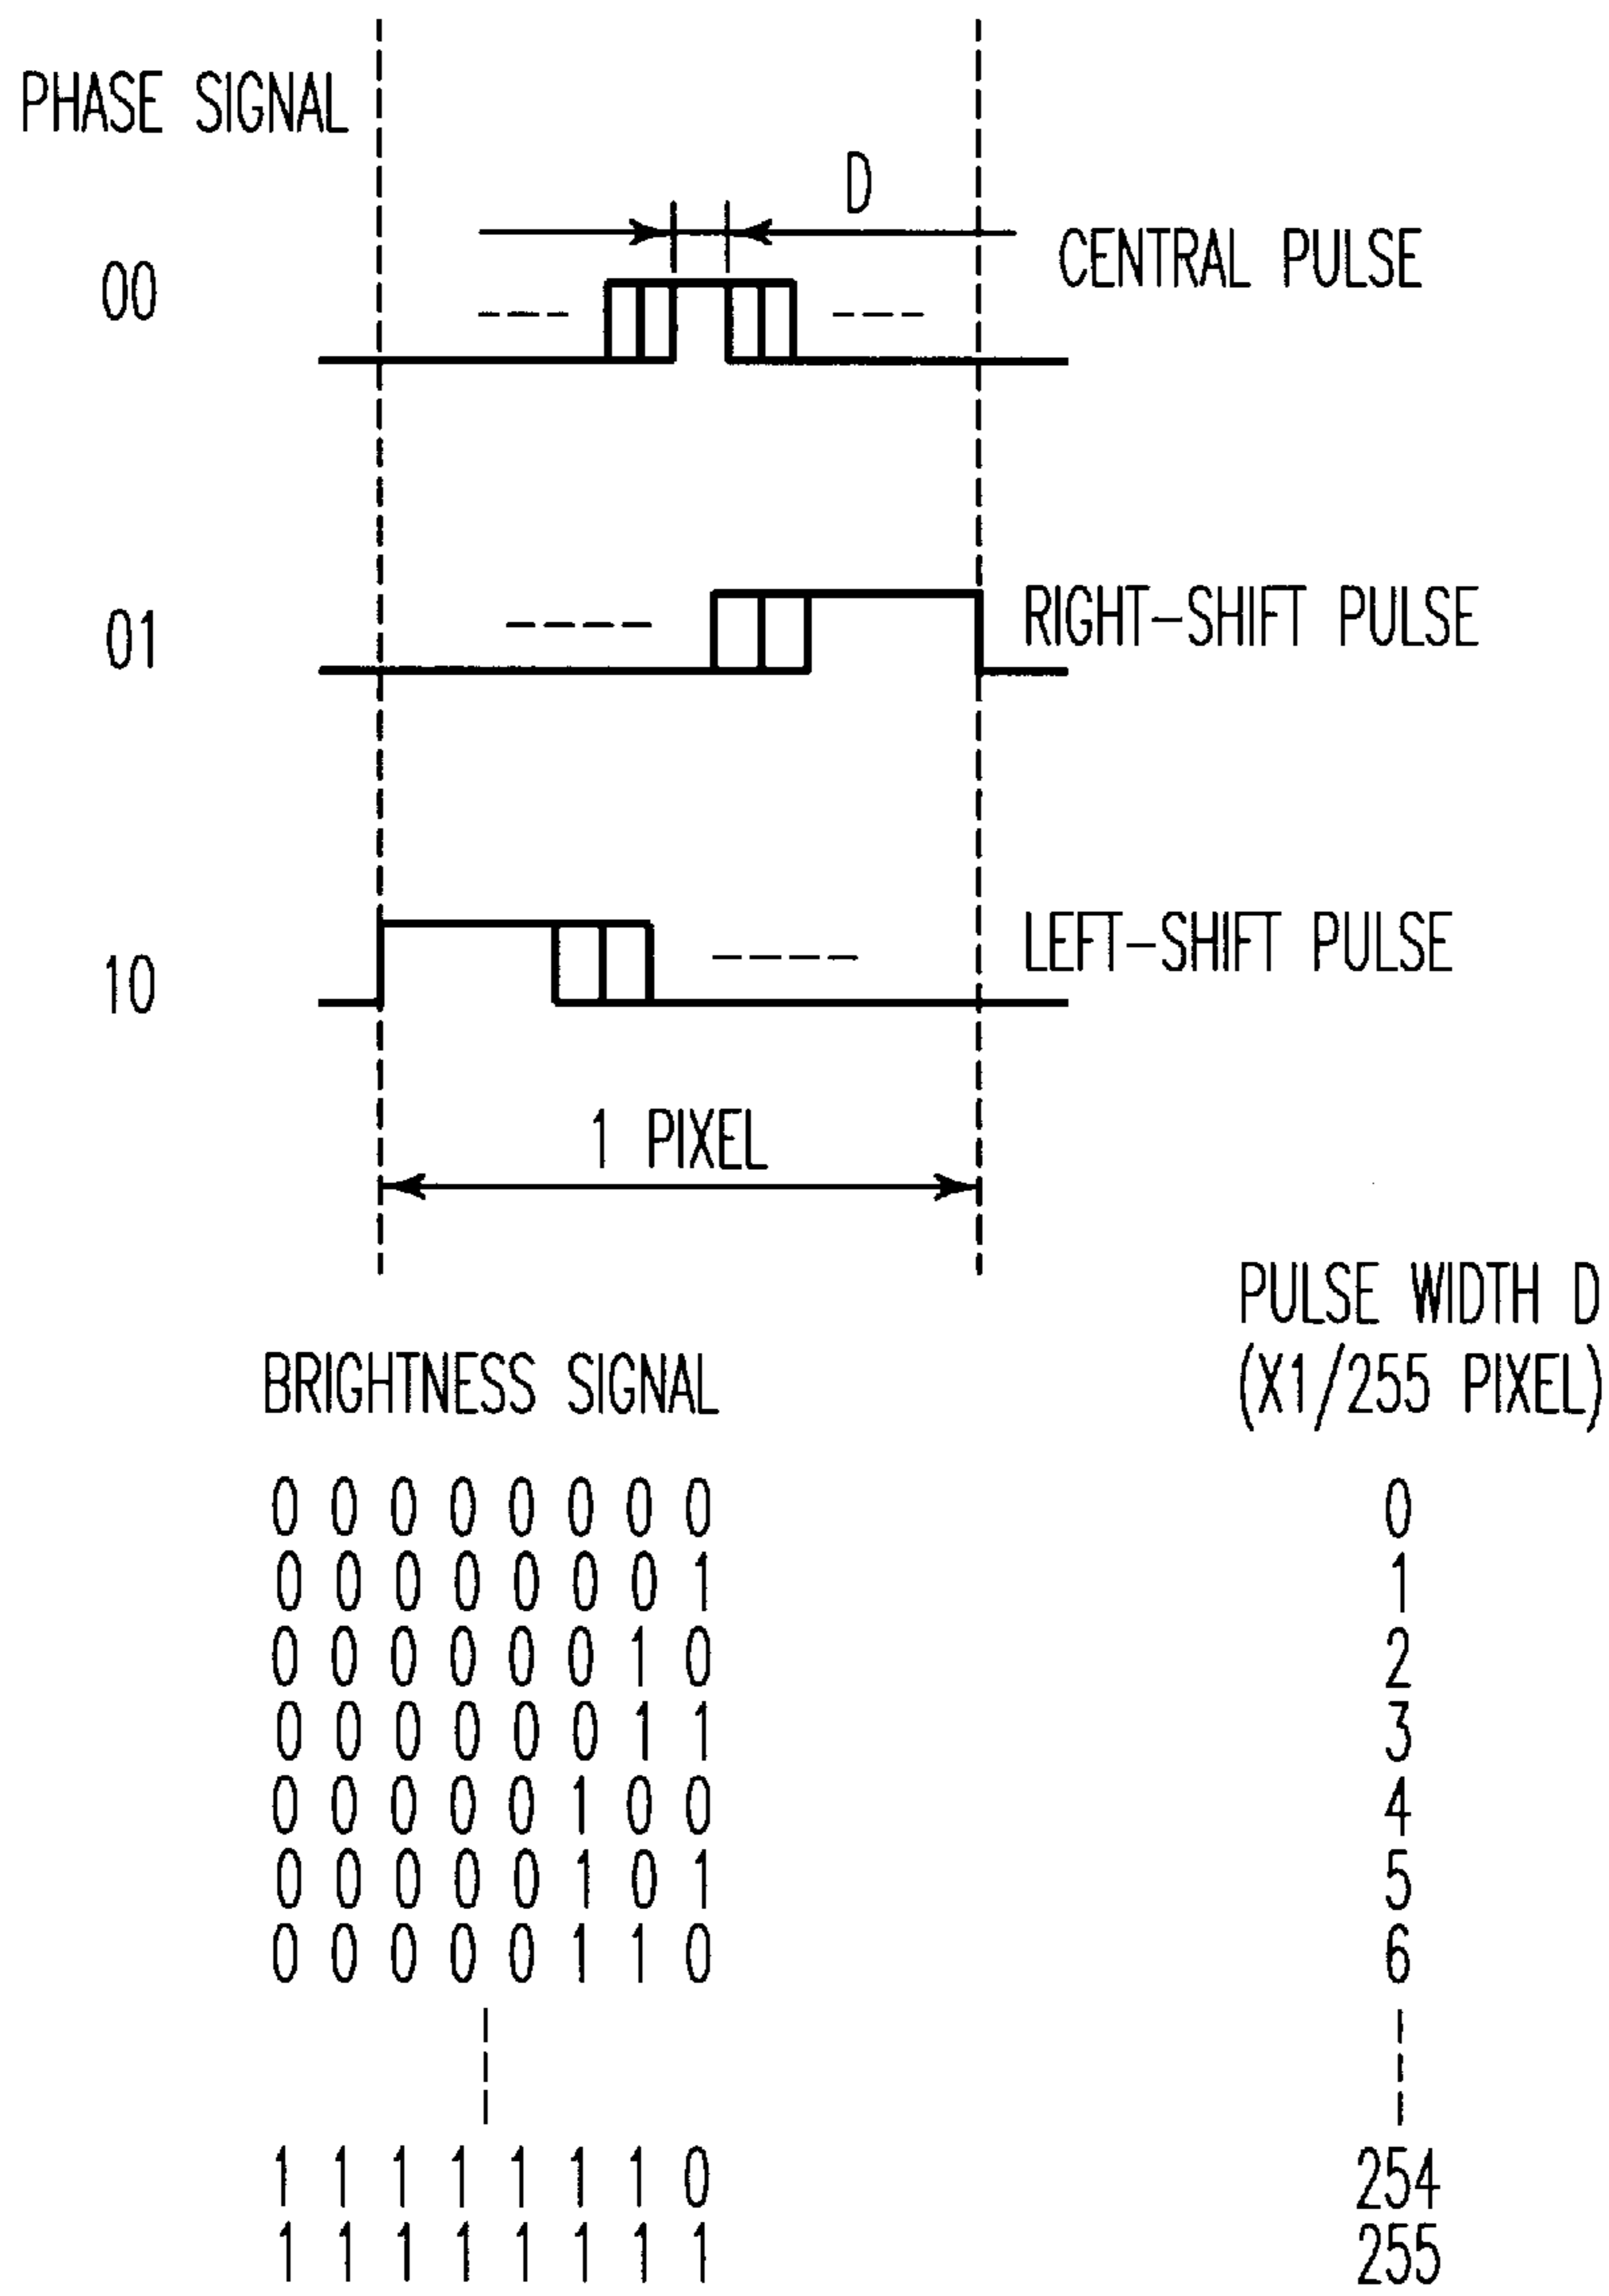 PHASE SIGNAL
D
00
CENTRAL PULSE
01
RIGHT-SHIFT PULSE
10
LEFT-SHIFT PULSE
1 PIXEL
BRIGHTNESS SIGNAL
PULSE WIDTH D
(X1/255 PIXEL)
0 0 0 0 0 0 0 0 0
0 0 0 0 0 0 0 1 1
0 0 0 0 0 0 1 0 2
0 0 0 0 0 0 1 1 3
0 0 0 0 0 1 0 0 4
0 0 0 0 0 1 0 1 5
0 0 0 0 0 1 1 0 6
1 1 1 1 1 1 1 0 254
1 1 1 1 1 1 1 1 255